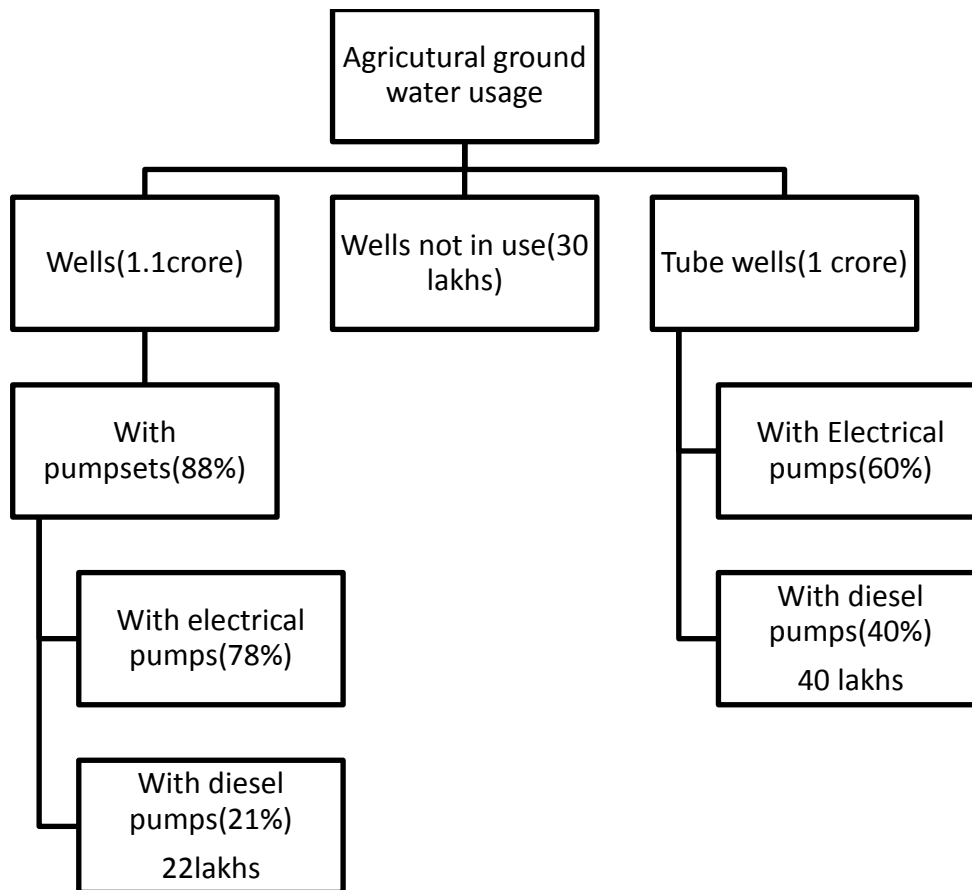 Agricutural ground
water usage
Wells(1.1crore)
Wells not in use(30
lakhs)
Tube wells(1 crore)
With
pumpsets(88%)
With electrical
pumps(78%)
With diesel
pumps(21%)
22lakhs
With Electrical
pumps(60%)
With diesel
pumps(40%)
40 lakhs